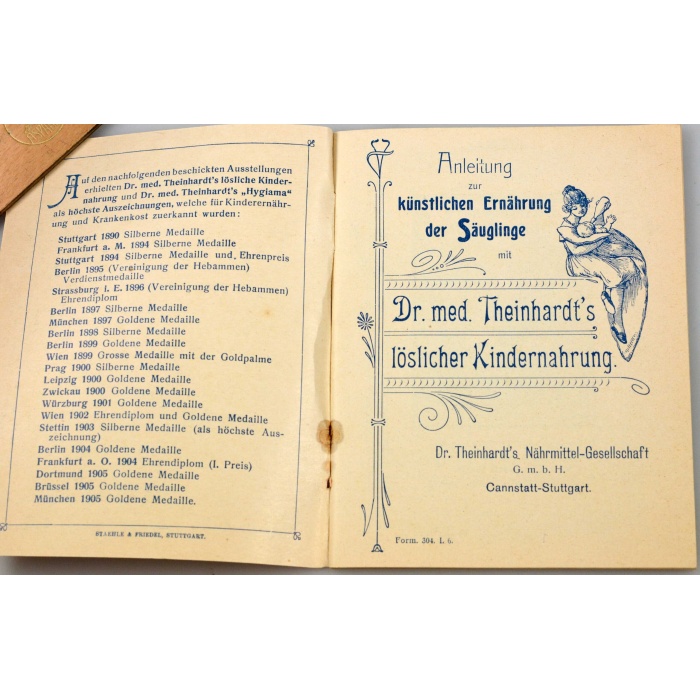 Auf den nachfolgenden beschickten Ausstellungen
erhielten Dr. med. Theinhardt's lösliche Kinder-
nahrung und Dr. med. Theinhardt's „Hygiama"
als höchste Auszeichnungen, welche für Kinderernähr-
ung und Krankenkost zuerkannt wurden:
Stuttgart 1890 Silberne Medaille
Frankfurt a. M. 1894 Silberne Medaille
Stuttgart 1894 Silberne Medaille und Ehrenpreis
Berlin 1895 (Vereinigung der Hebammen)
Verdienstmedaille
Strassburg i. E. 1896 (Vereinigung der Hebammen)
Ehrendiplom
Berlin 1897 Silberne Medaille
München 1897 Goldene Medaille
Berlin 1898 Silberne Medaille
Berlin 1899 Goldene Medaille
Wien 1899 Grosse Medaille mit der Goldpalme
Prag 1900 Silberne Medaille
Leipzig 1900 Goldene Medaille
Zwickau 1900 Goldene Medaille
Würzburg 1901 Goldene Medaille
Wien 1902 Ehrendiplom und Goldene Medaille
Stettin 1903 Silberne Medaille (als höchste Aus-
zeichnung)
Berlin 1904 Goldene Medaille
Frankfurt a. O. 1904 Ehrendiplom (I. Preis)
Dortmund 1905 Goldene Medaille
Brüssel 1905 Goldene Medaille
München 1905 Goldene Medaille.
STAEHLE & FRIEDEL, STUTTGART.
Anleitung
zur
künstlichen Ernährung
der Säuglinge
mit
Dr. med. Theinhardt's
löslicher Kindernahrung.
Dr. Theinhardt's Nährmittel-Gesellschaft
G. m. b. H.
Cannstatt-Stuttgart.
Form. 304. I. 6.